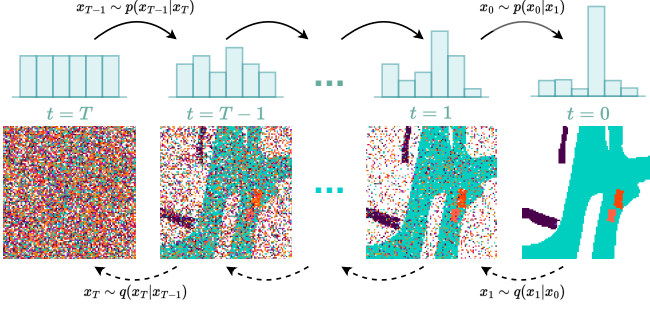 x_{T−1} ∼ p(x_{T−1}|x_T)
x_0 ∼ p(x_0|x_1)
t = T
t = T − 1
t = 1
t = 0
x_T ∼ q(x_T|x_{T−1})
x_1 ∼ q(x_1|x_0)